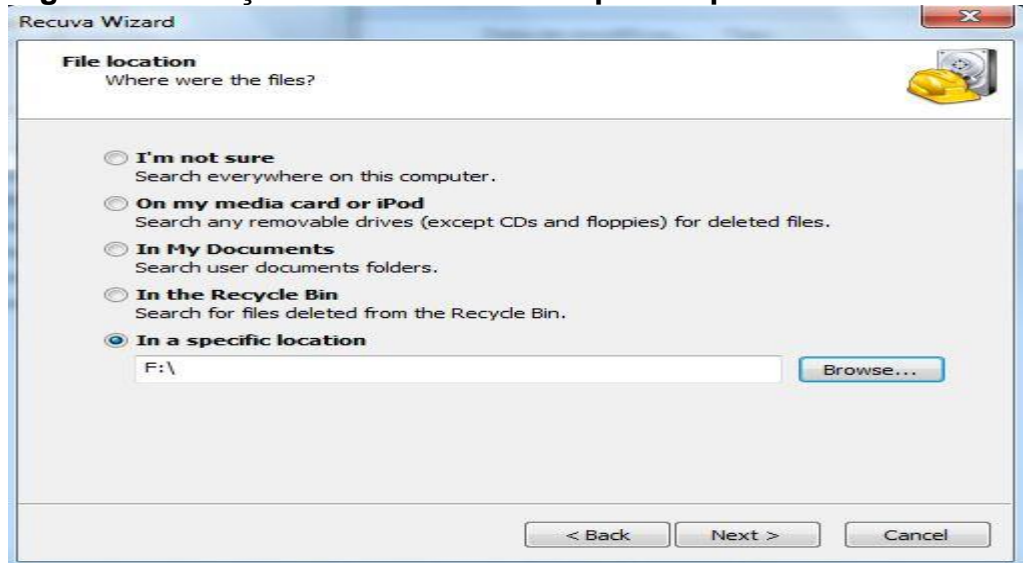 Recuva Wizard
File location
Where were the files?
I'm not sure
Search everywhere on this computer.
On my media card or iPod
Search any removable drives (except CDs and floppies) for deleted files.
In My Documents
Search user documents folders.
In the Recycle Bin
Search for files deleted from the Recycle Bin.
In a specific location
F:\
Browse...
< Back
Next >
Cancel